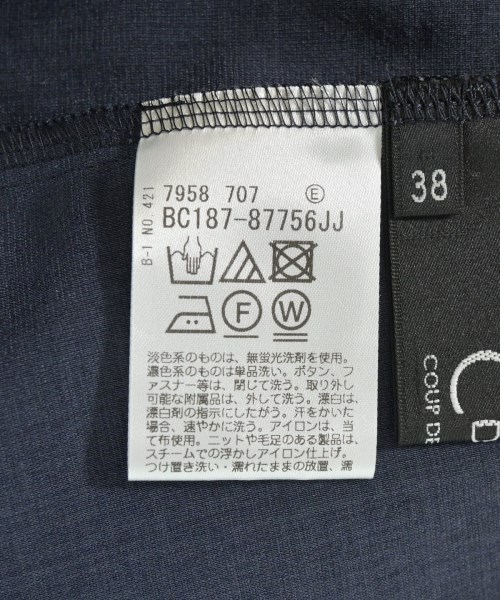 B-1 NO. 421
7958 707 E
BC187-87756JJ
F W
淡色系のものは、無蛍光洗剤を使用。
濃色系のものは単品洗い。ボタン、フ
ァスナー等は、閉じて洗う。取り外し
可能な附属品は、外して洗う。漂白は、
漂白剤の指示にしたがう。汗をかいた
場合、速やかに洗う。アイロンは、当
て布使用。ニットや毛足のある製品は、
スチームでの浮かしアイロン仕上げ。
つけ置き洗い・濡れたままの放置、濡
38
COUP DE